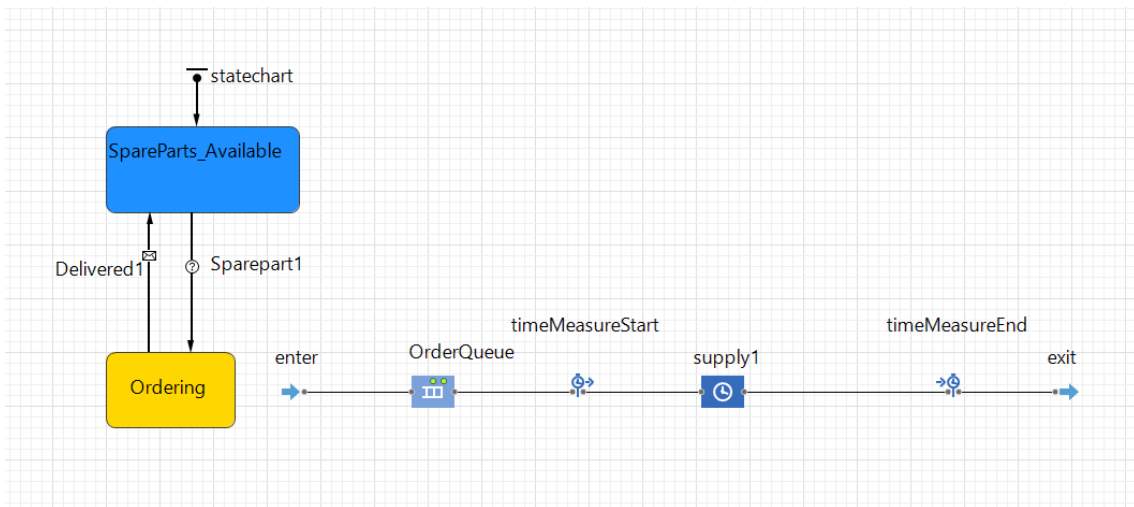 statechart
SpareParts_Available
Delivered1
Sparepart1
Ordering
enter
OrderQueue
timeMeasureStart
supply1
timeMeasureEnd
exit